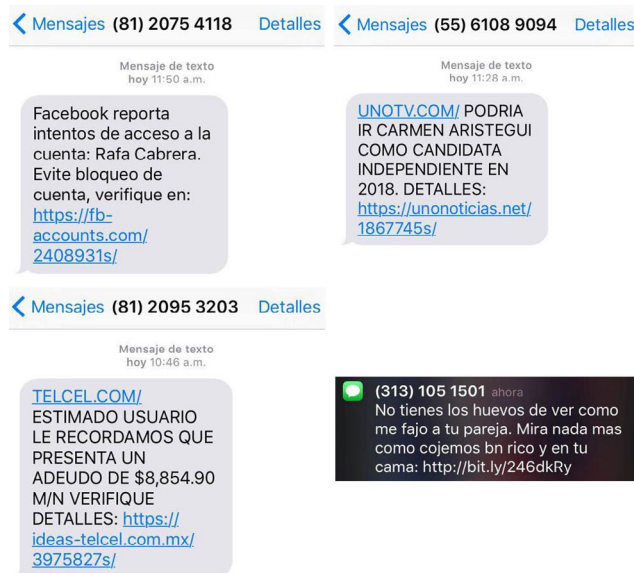 Mensajes (81) 2075 4118 Detalles
Mensaje de texto
hoy 11:50 a.m.
Facebook reporta
intentos de acceso a la
cuenta: Rafa Cabrera.
Evite bloqueo de
cuenta, verifique en:
https://fb-
accounts.com/
2408931s/
Mensajes (55) 6108 9094 Detalles
Mensaje de texto
hoy 11:28 a.m.
UNOTV.COM/ PODRIA
IR CARMEN ARISTEGUI
COMO CANDIDATA
INDEPENDIENTE EN
2018. DETALLES:
https://unonoticias.net/
1867745s/
Mensajes (81) 2095 3203 Detalles
Mensaje de texto
hoy 10:46 a.m.
TELCEL.COM/
ESTIMADO USUARIO
LE RECORDAMOS QUE
PRESENTA UN
ADEUDO DE $8,854.90
M/N VERIFIQUE
DETALLES: https://
ideas-telcel.com.mx/
3975827s/
(313) 105 1501 ahora
No tienes los huevos de ver como
me fajo a tu pareja. Mira nada mas
como cojemos bn rico y en tu
cama: http://bit.ly/246dkRy